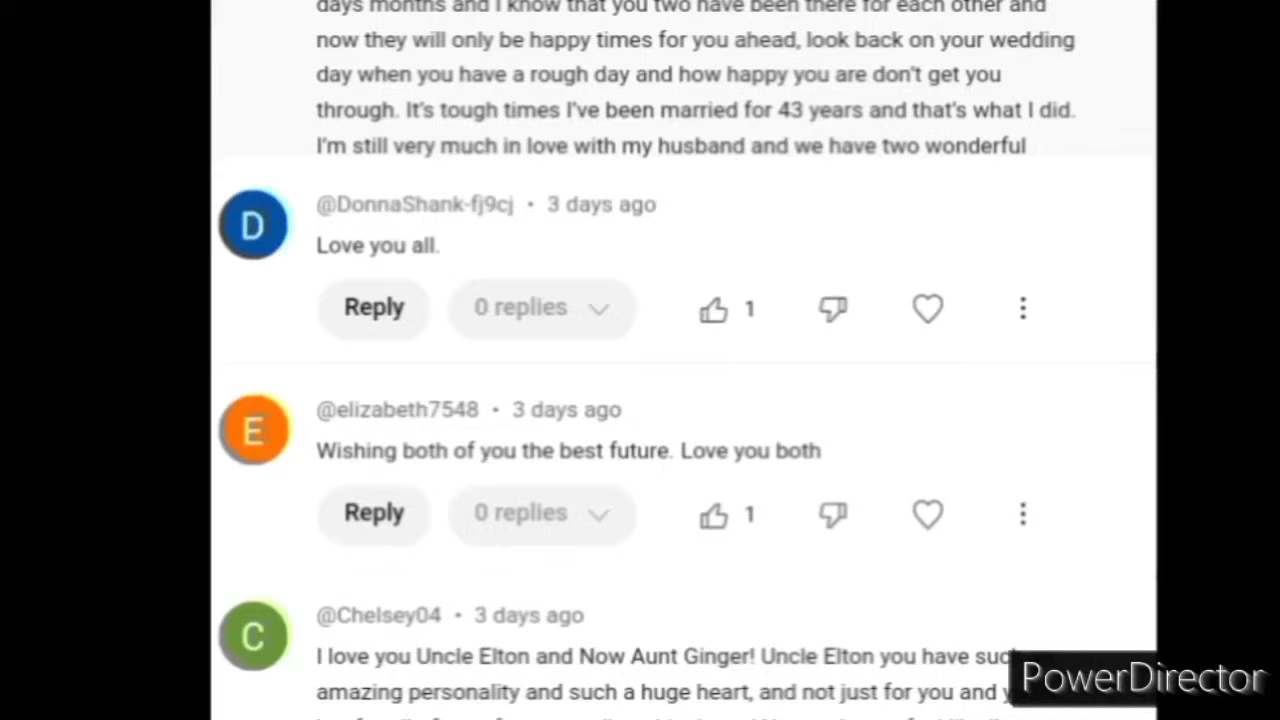 days months and I know that you two have been there for each other and
now they will only be happy times for you ahead, look back on your wedding
day when you have a rough day and how happy you are don't get you
through. It's tough times I've been married for 43 years and that's what I did.
I'm still very much in love with my husband and we have two wonderful
D
@DonnaShank-fj9cj • 3 days ago
Love you all.
Reply 0 replies 1
E
@elizabeth7548 • 3 days ago
Wishing both of you the best future. Love you both
Reply 0 replies 1
C
@Chelsey04 • 3 days ago
I love you Uncle Elton and Now Aunt Ginger! Uncle Elton you have
amazing personality and such a huge heart, and not just for you and
PowerDirector